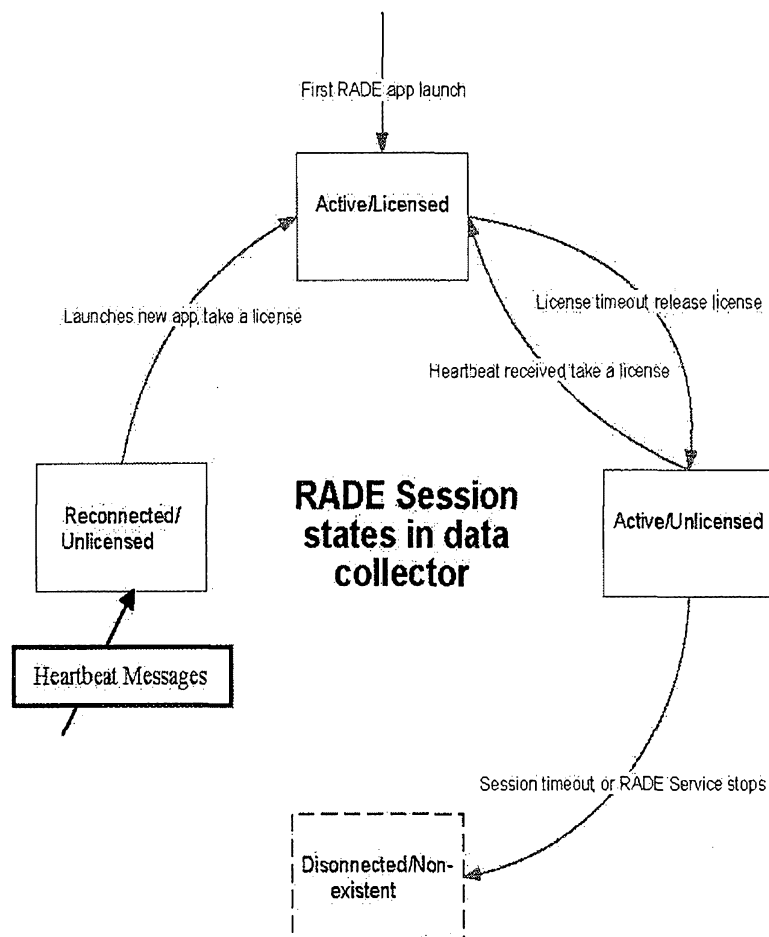 First RADE app launch
Active/Licensed
License timeout, release license
Launches new app, take a license
Heartbeat received take a license
Reconnected/
Unlicensed
RADE Session
states in data
collector
Active/Unlicensed
Heartbeat Messages
Session timeout, or RADE Service stops
Disonnected/Non-
existent